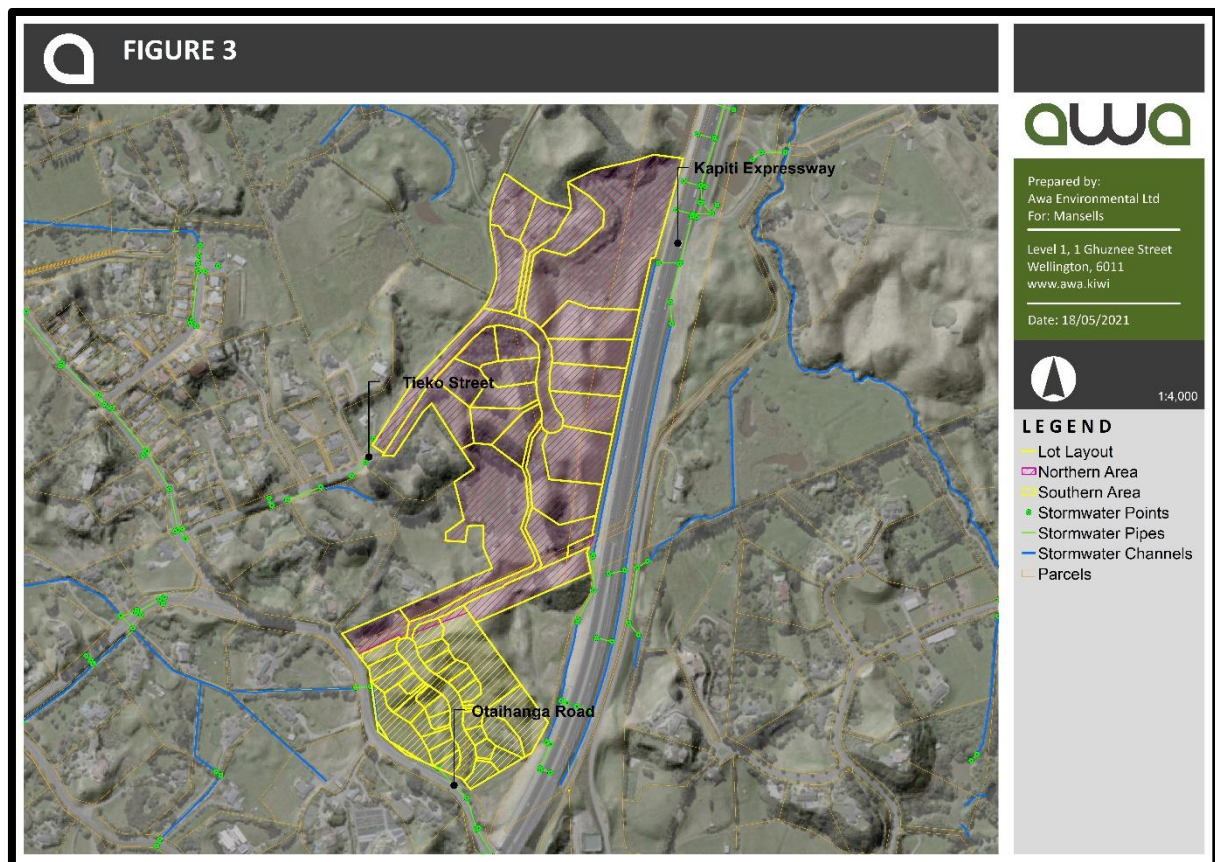 FIGURE 3
Kapiti Expressway
Tieko Street
Otaihanga Road
awa
Prepared by:
Awa Environmental Ltd
For: Mansells
Level 1, 1 Ghuznee Street
Wellington, 6011
www.awa.kiwi
Date: 18/05/2021
1:4,000
LEGEND
Lot Layout
Northern Area
Southern Area
Stormwater Points
Stormwater Pipes
Stormwater Channels
Parcels